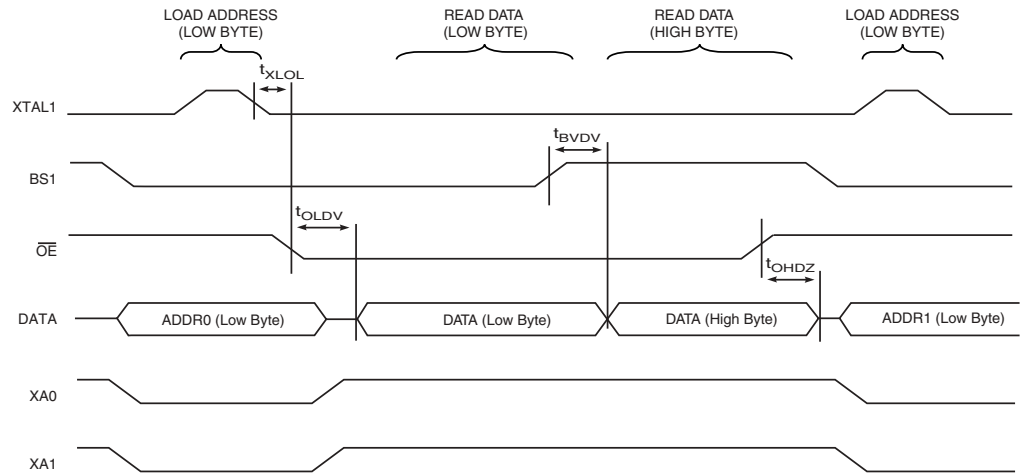 LOAD ADDRESS
(LOW BYTE)
READ DATA
(LOW BYTE)
READ DATA
(HIGH BYTE)
LOAD ADDRESS
(LOW BYTE)
tXLOL
XTAL1
tBVDV
BS1
tOLDV
OE
tOHDZ
DATA
ADDR0 (Low Byte)
DATA (Low Byte)
DATA (High Byte)
ADDR1 (Low Byte)
XA0
XA1